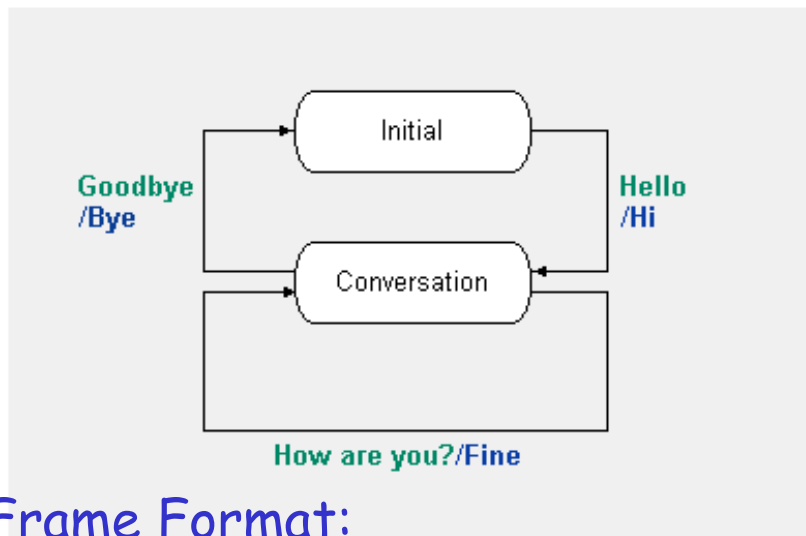 Initial
Goodbye
/Bye
Hello
/Hi
Conversation
How are you?/Fine
Frame Format: